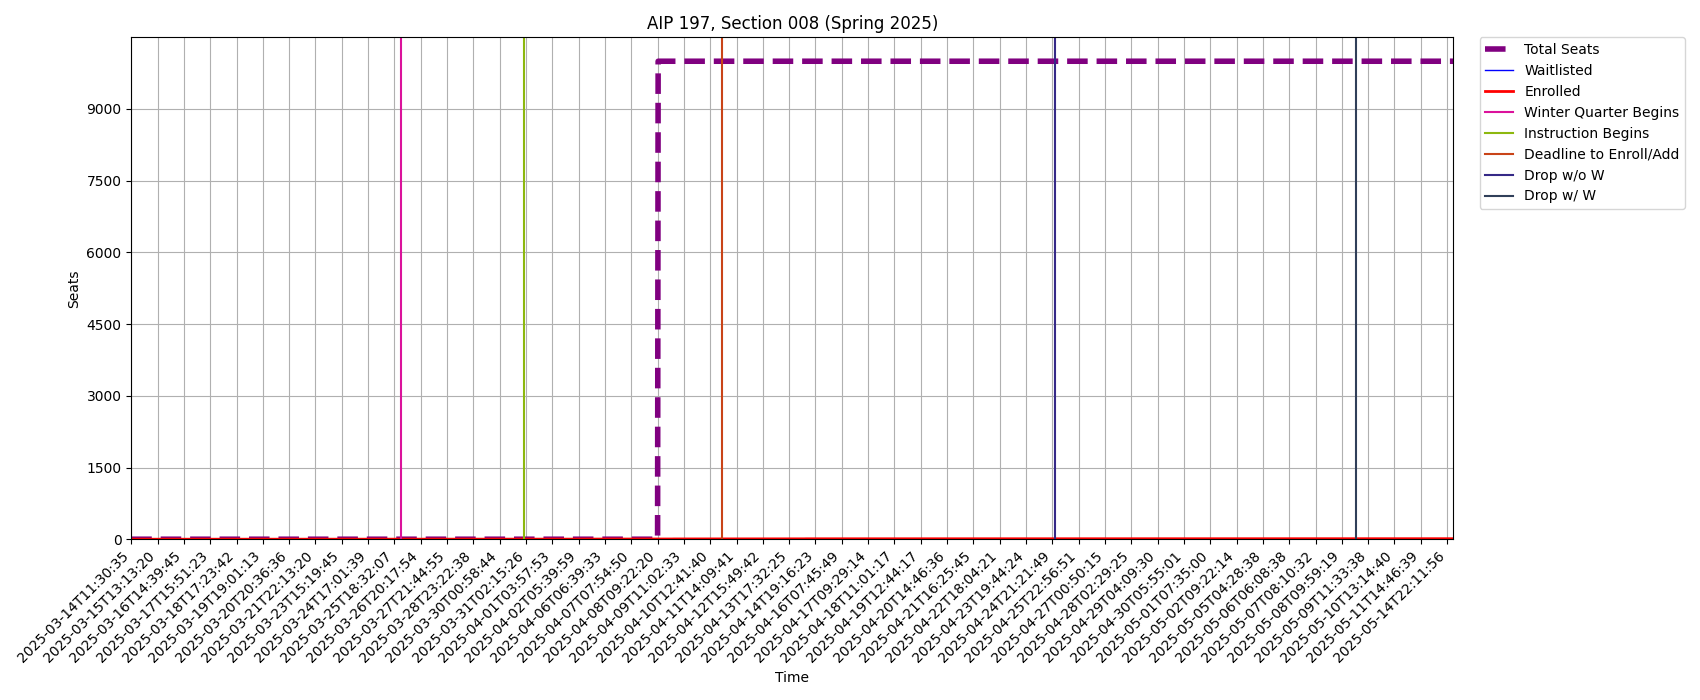 AIP 197, Section 008 (Spring 2025)
Total Seats
Waitlisted
Enrolled
Winter Quarter Begins
Instruction Begins
Deadline to Enroll/Add
Drop w/o W
Drop w/ W
Seats
9000
7500
6000
4500
3000
1500
0
2025-03-14T11:30:35
2025-03-15T13:13:20
2025-03-16T14:39:45
2025-03-17T15:51:23
2025-03-18T17:23:42
2025-03-19T19:01:13
2025-03-20T20:36:36
2025-03-21T22:13:20
2025-03-23T15:19:45
2025-03-24T17:01:39
2025-03-25T18:32:07
2025-03-26T20:17:54
2025-03-27T21:44:55
2025-03-28T23:22:38
2025-03-30T00:58:44
2025-03-31T02:15:26
2025-04-01T03:57:53
2025-04-02T05:39:59
2025-04-06T06:39:33
2025-04-07T07:54:50
2025-04-08T09:22:20
2025-04-09T11:02:33
2025-04-10T12:41:40
2025-04-11T14:09:41
2025-04-12T15:49:42
2025-04-13T17:32:25
2025-04-14T19:16:23
2025-04-16T07:45:49
2025-04-17T09:29:14
2025-04-18T11:01:17
2025-04-19T12:44:17
2025-04-20T14:46:36
2025-04-21T16:25:45
2025-04-22T18:04:21
2025-04-23T19:44:24
2025-04-24T21:21:49
2025-04-25T22:56:51
2025-04-27T00:50:15
2025-04-28T02:29:25
2025-04-29T04:09:30
2025-04-30T05:55:01
2025-05-01T07:35:00
2025-05-02T09:22:14
2025-05-05T04:28:38
2025-05-06T06:08:38
2025-05-07T08:10:32
2025-05-08T09:59:19
2025-05-09T11:33:38
2025-05-10T13:14:40
2025-05-11T14:46:39
2025-05-14T22:11:56
Time